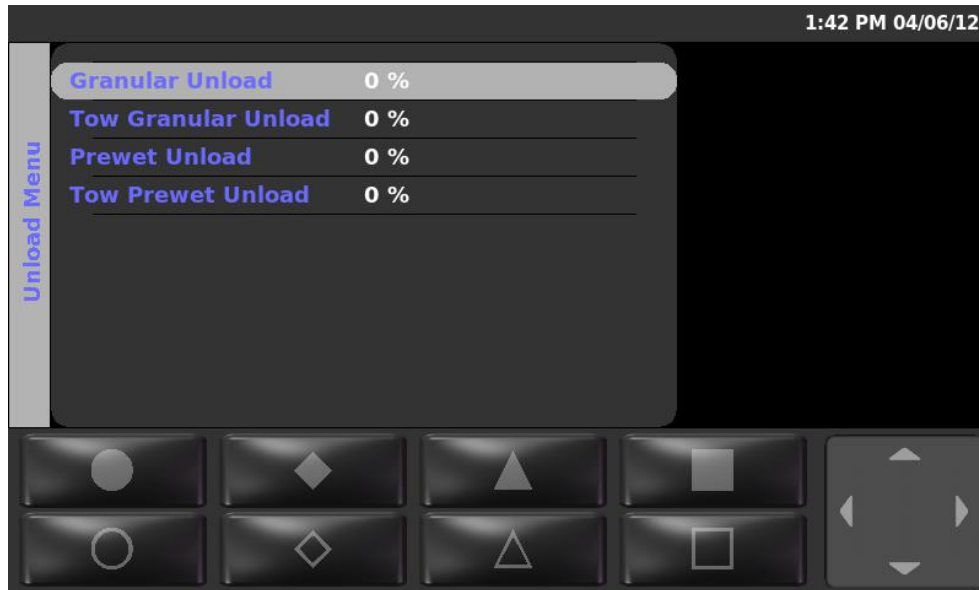 1:42 PM 04/06/12
Unload Menu
Granular Unload 0 %
Tow Granular Unload 0 %
Prewet Unload 0 %
Tow Prewet Unload 0 %